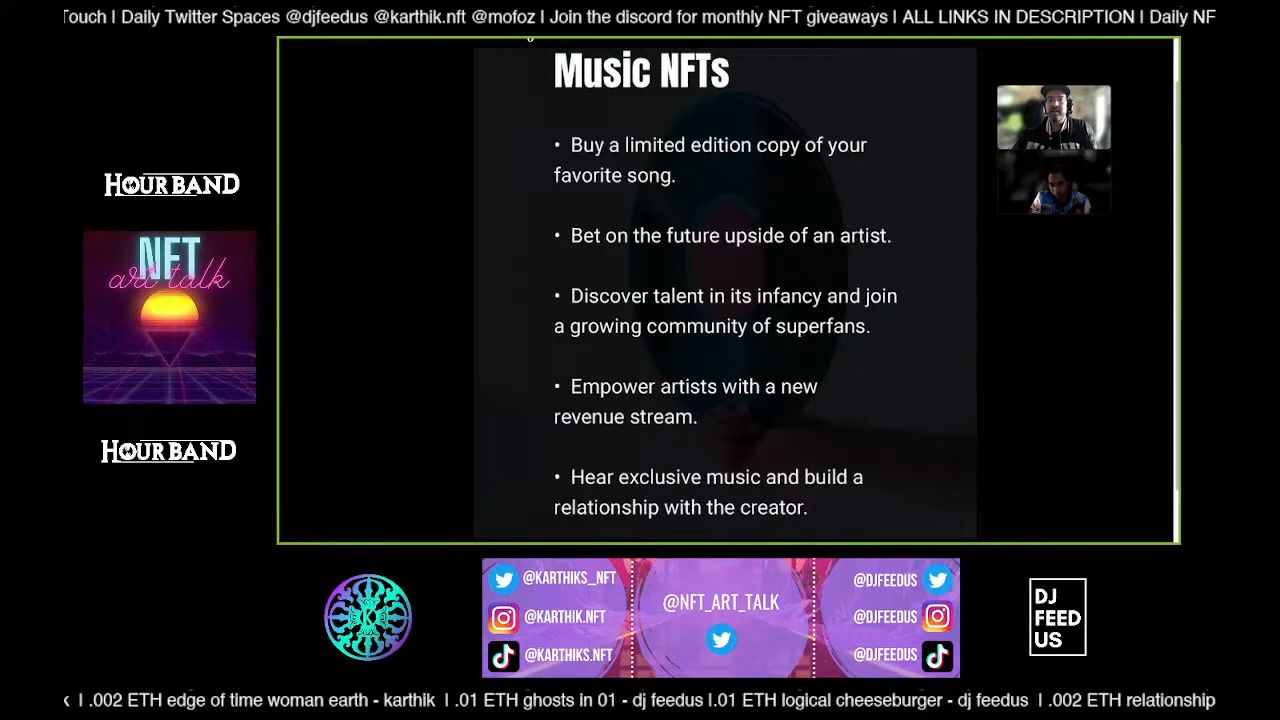 Touch I Daily Twitter Spaces @djfeedus @karthik.nft @mofoz I Join the discord for monthly NFT giveaways I ALL LINKS IN DESCRIPTION I Daily NF
Music NFTs
• Buy a limited edition copy of your
favorite song.
• Bet on the future upside of an artist.
• Discover talent in its infancy and join
a growing community of superfans.
• Empower artists with a new
revenue stream.
• Hear exclusive music and build a
relationship with the creator.
HOUR BAND
NFT
art talk
HOUR BAND
K
@KARTHIKS_NFT
@KARTHIK.NFT
@KARTHIKS.NFT
@NFT_ART_TALK
@DJFEEDUS
@DJFEEDUS
@DJFEEDUS
DJ
FEED
US
k I .002 ETH edge of time woman earth - karthik I .01 ETH ghosts in 01 - dj feedus I.01 ETH logical cheeseburger - dj feedus I .002 ETH relationship